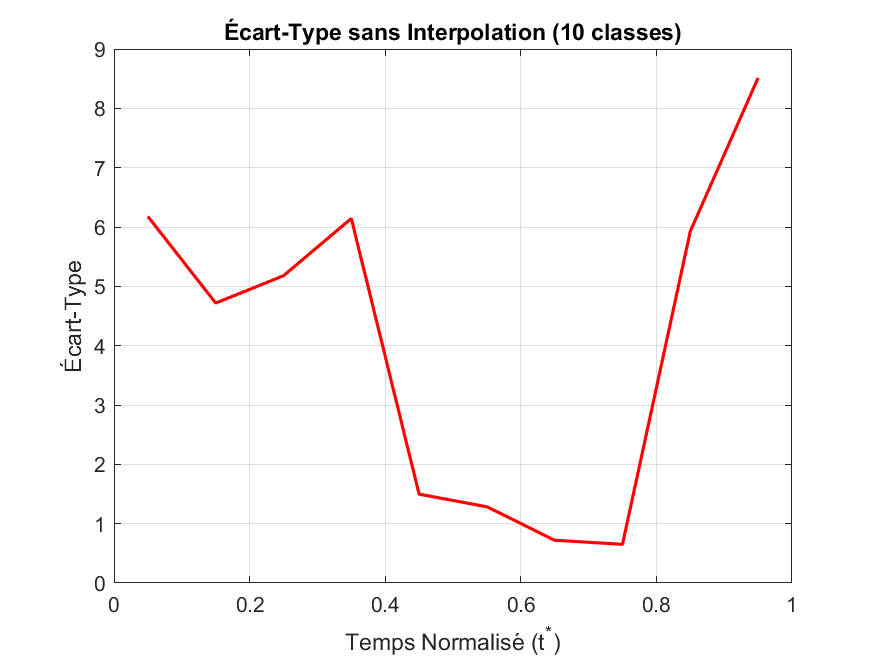 Écart-Type sans Interpolation (10 classes)
9
8
7
6
5
4
3
2
1
0
Écart-Type
0 0.2 0.4 0.6 0.8 1
Temps Normalisé (t*)